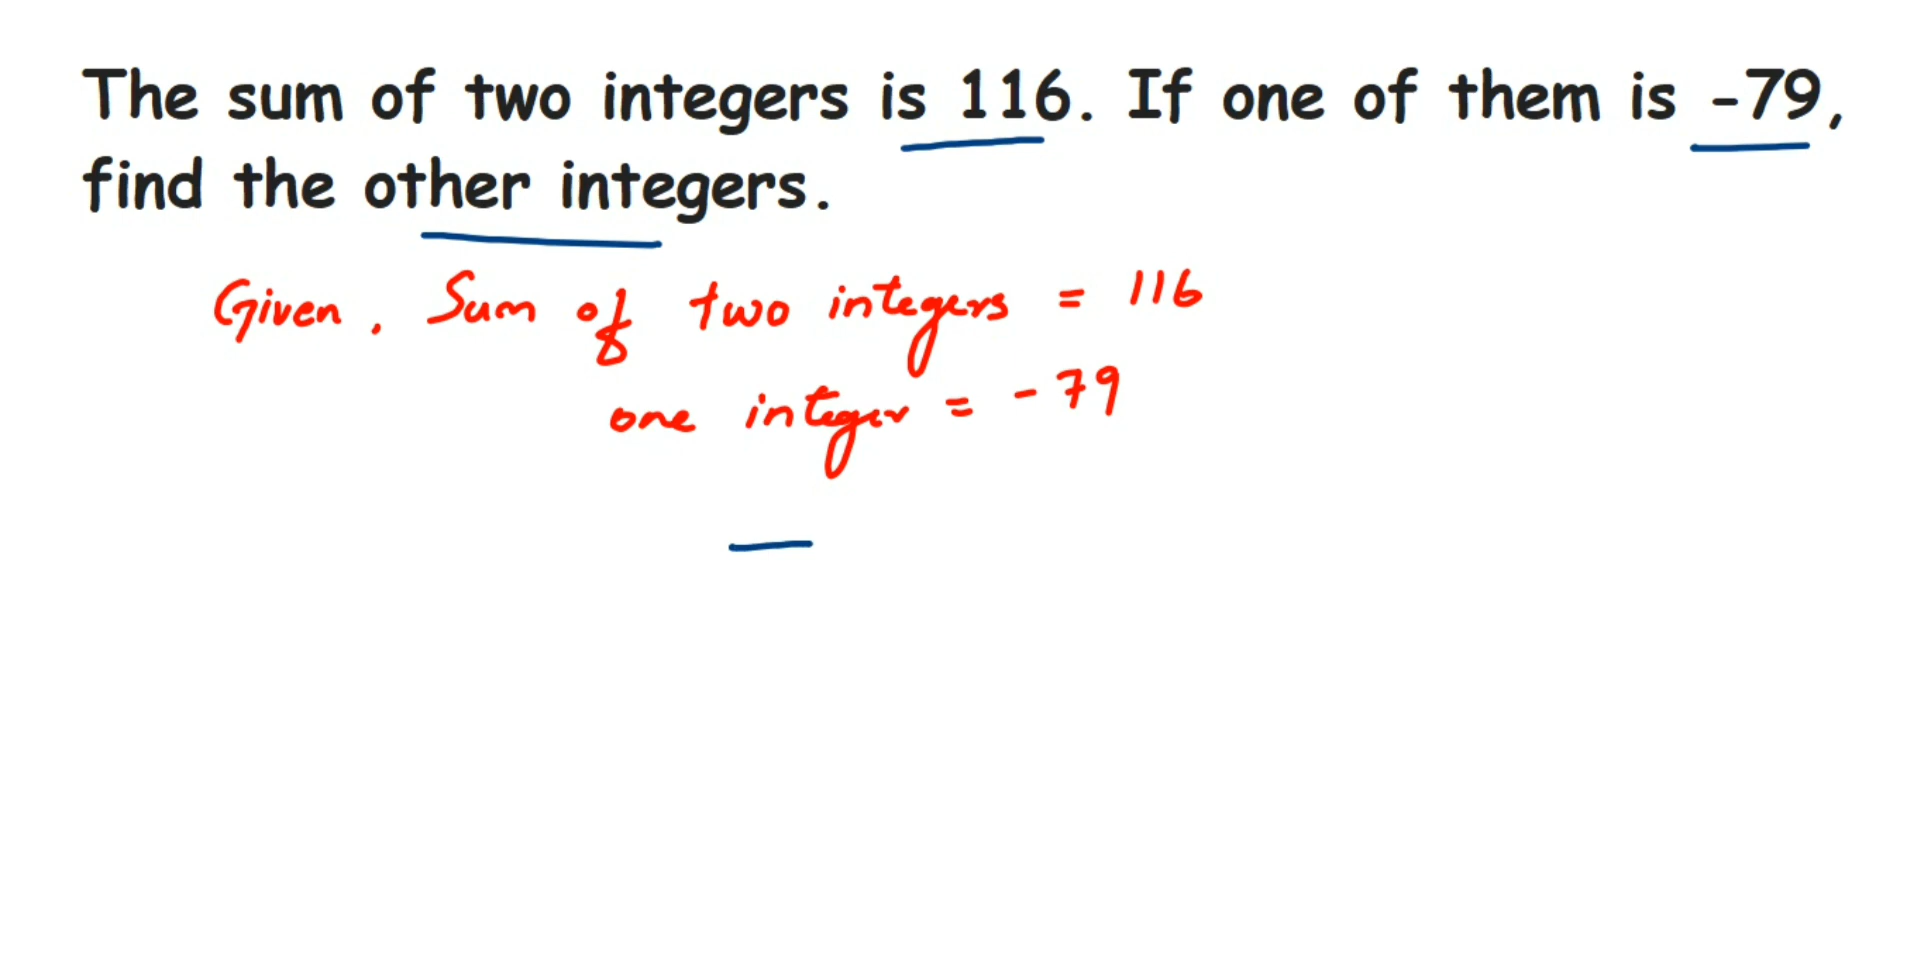 The sum of two integers is 116. If one of them is -79,
find the other integers.
Given, Sum of two integers = 116
one integer = -79